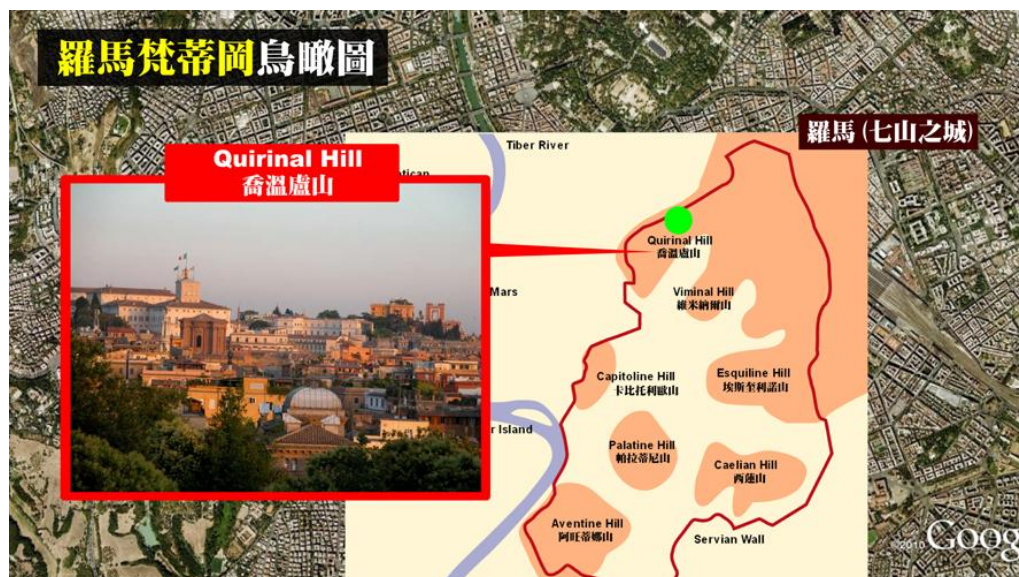 羅馬梵蒂岡鳥瞰圖
羅馬 (七山之城)
Tiber River
Quirinal Hill
喬溫盧山
Quirinal Hill
喬溫盧山
Mars
Viminal Hill
維米納爾山
Capitoline Hill
卡比托利歐山
Esquiline Hill
埃斯奎利諾山
r Island
Palatine Hill
帕拉蒂尼山
Caelian Hill
西蓮山
Aventine Hill
阿旺蒂娜山
Servian Wall
©2010 Goog